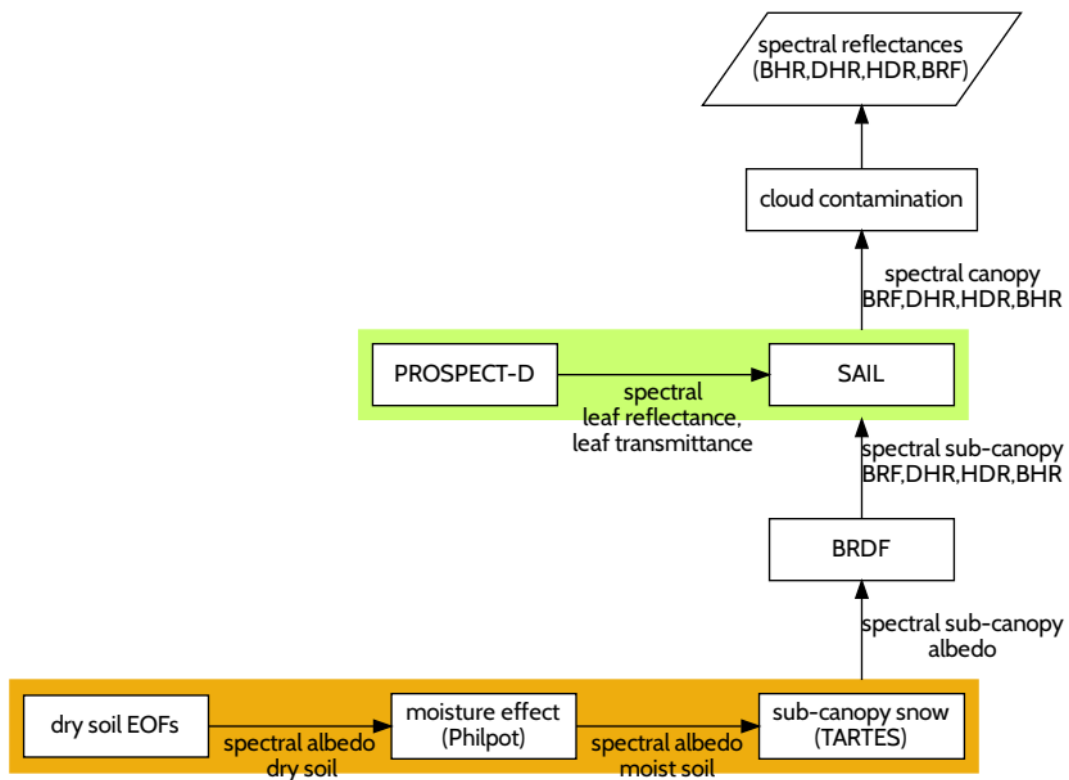 spectral reflectances
(BHR,DHR,HDR,BRF)
cloud contamination
spectral canopy
BRF,DHR,HDR,BHR
PROSPECT-D
SAIL
spectral
leaf reflectance,
leaf transmittance
spectral sub-canopy
BRF,DHR,HDR,BHR
BRDF
spectral sub-canopy
albedo
dry soil EOFs
spectral albedo
dry soil
moisture effect
(Philpot)
spectral albedo
moist soil
sub-canopy snow
(TARTES)